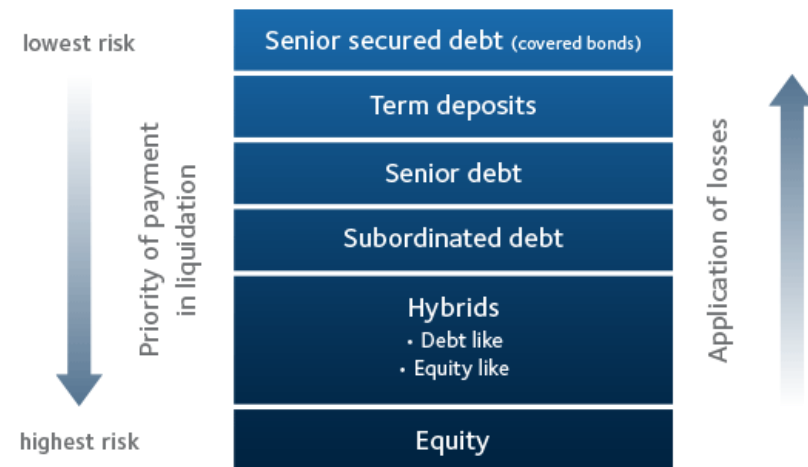 lowest risk
Priority of payment
in liquidation
highest risk
Senior secured debt (covered bonds)
Term deposits
Senior debt
Subordinated debt
Hybrids
• Debt like
• Equity like
Equity
Application of losses